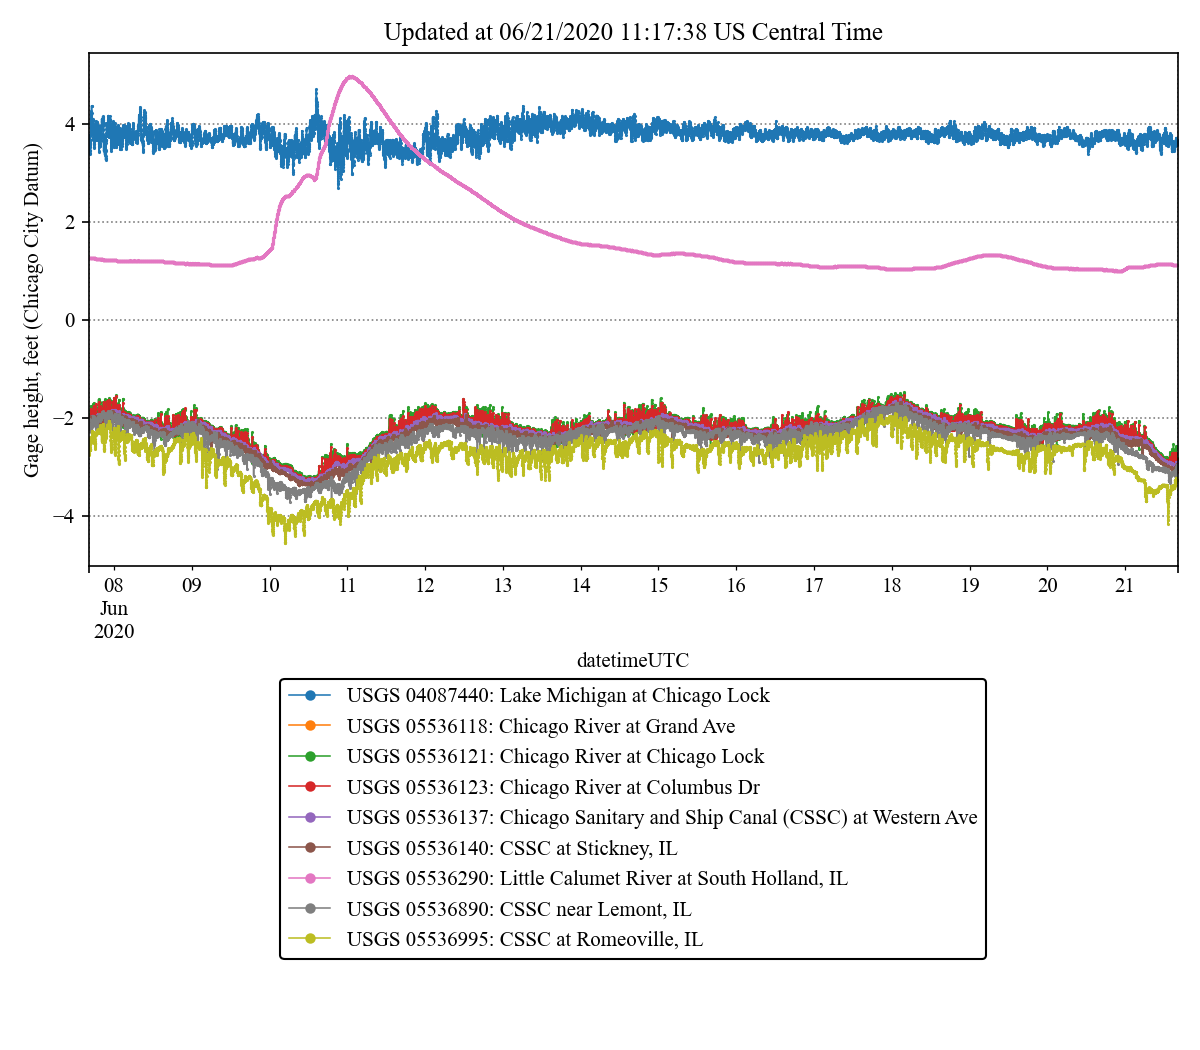 Updated at 06/21/2020 11:17:38 US Central Time
Gage height, feet (Chicago City Datum)
4
2
0
−2
−4
08 09 10 11 12 13 14 15 16 17 18 19 20 21
Jun
2020
datetimeUTC
USGS 04087440: Lake Michigan at Chicago Lock
USGS 05536118: Chicago River at Grand Ave
USGS 05536121: Chicago River at Chicago Lock
USGS 05536123: Chicago River at Columbus Dr
USGS 05536137: Chicago Sanitary and Ship Canal (CSSC) at Western Ave
USGS 05536140: CSSC at Stickney, IL
USGS 05536290: Little Calumet River at South Holland, IL
USGS 05536890: CSSC near Lemont, IL
USGS 05536995: CSSC at Romeoville, IL